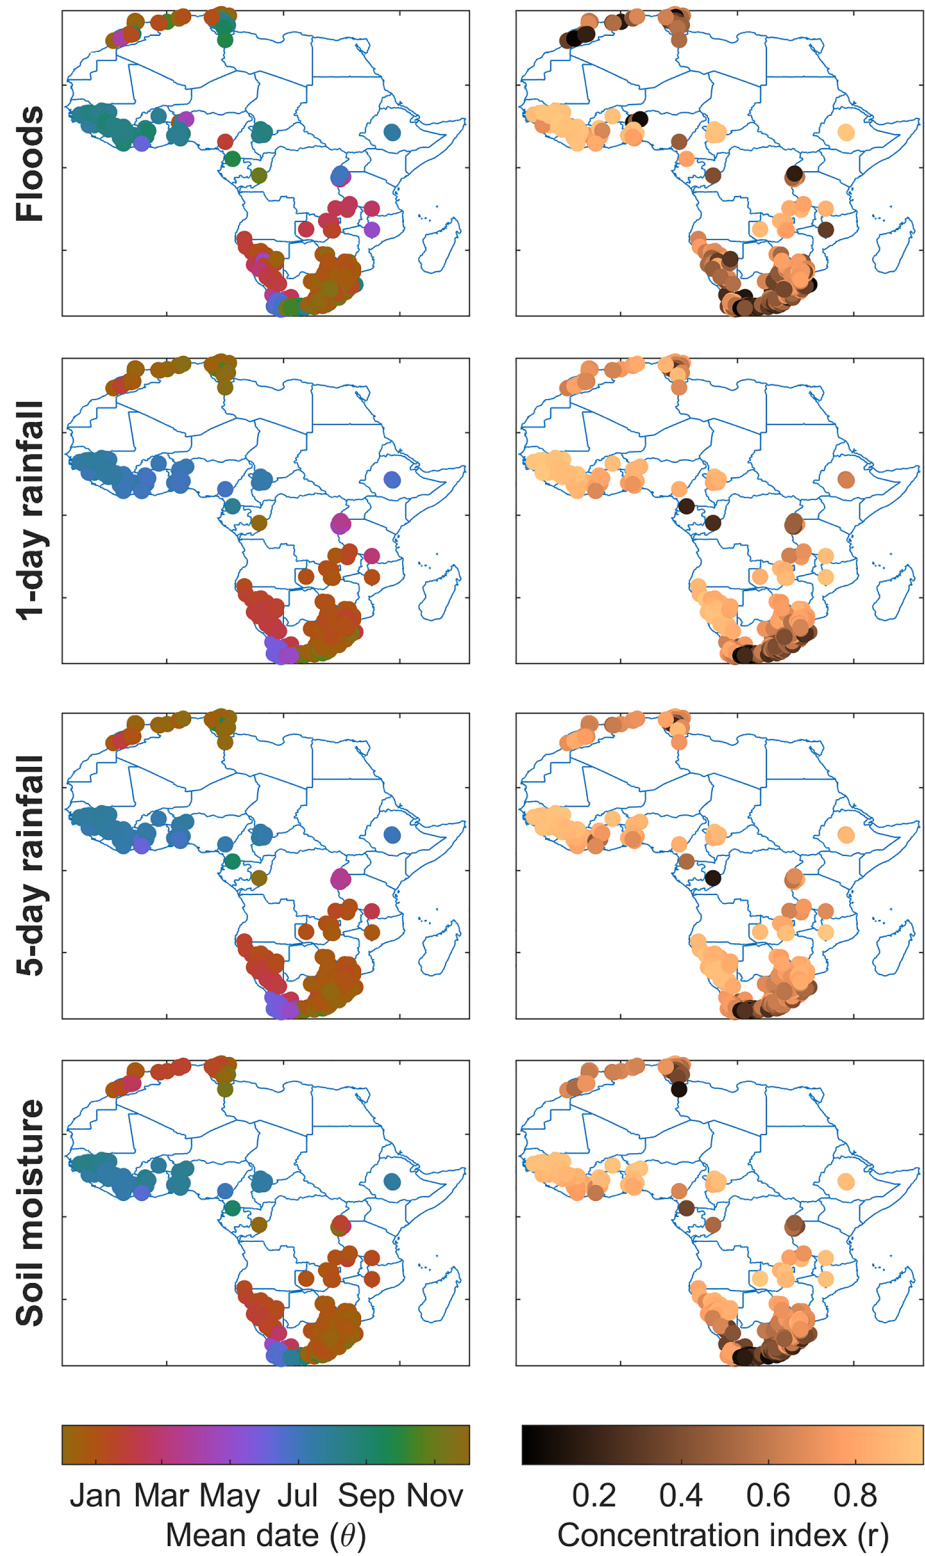 Floods
1-day rainfall
5-day rainfall
Soil moisture
Jan Mar May Jul Sep Nov
Mean date (θ)
0.2 0.4 0.6 0.8
Concentration index (r)